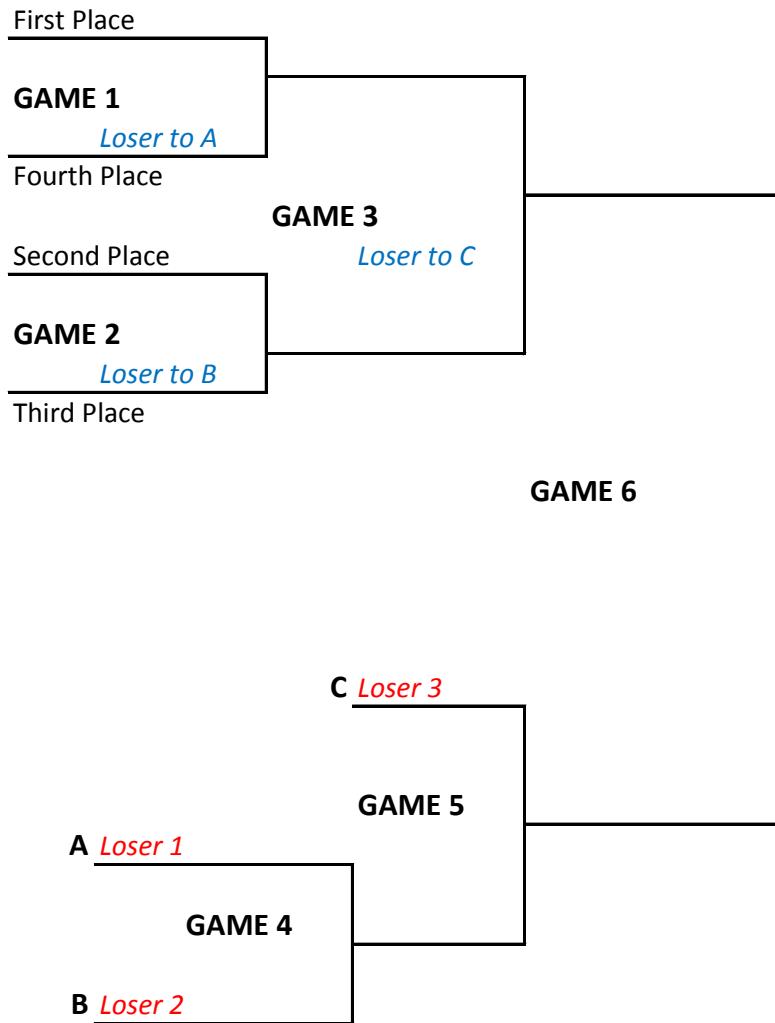 First Place
GAME 1
Loser to A
Fourth Place
GAME 3
Second Place
Loser to C
GAME 2
Loser to B
Third Place
GAME 6
C Loser 3
GAME 5
A Loser 1
GAME 4
B Loser 2